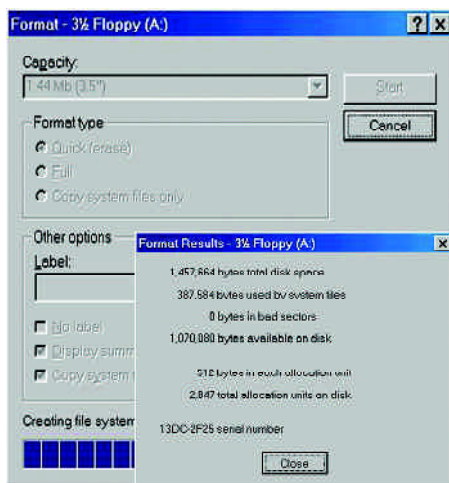 Format - 3½ Floppy (A:)
Capacity:
1.44 Mb (3.5")
Start
Cancel
Format type
Quick (erase)
Full
Copy system files only
Other options
Label:
No label
Display summ
Copy system
Creating file system
Format Results - 3½ Floppy (A:)
1,457,664 bytes total disk space
387,584 bytes used by system files
0 bytes in bad sectors
1,070,080 bytes available on disk
512 bytes in each allocation unit
2,847 total allocation units on disk
13DC-2F25 serial number
Close